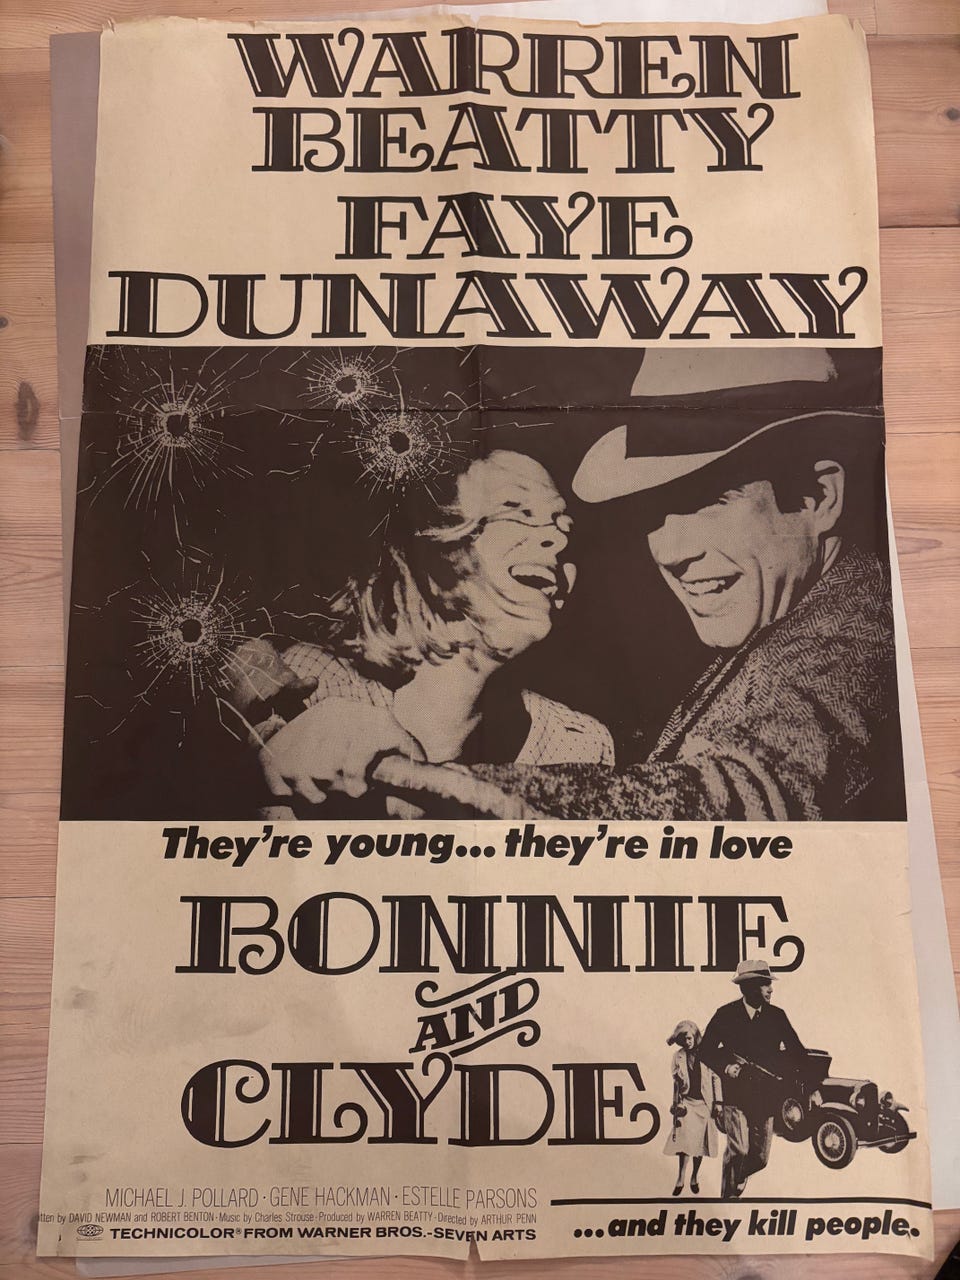 WARREN
BEATTY
FAYE
DUNAWAY
They're young... they're in love
BONNIE
AND
CLYDE
MICHAEL J. POLLARD · GENE HACKMAN · ESTELLE PARSONS
tten by DAVID NEWMAN and ROBERT BENTON · Music by Charles Strouse · Produced by WARREN BEATTY · Directed by ARTHUR PENN
TECHNICOLOR® FROM WARNER BROS.-SEVEN ARTS
...and they kill people.